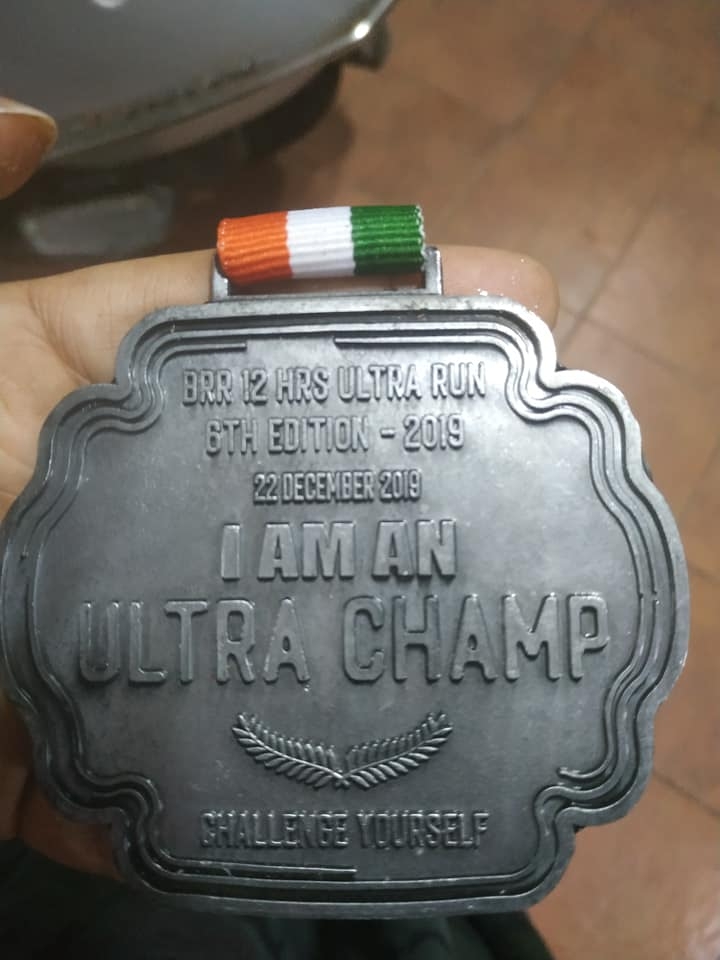 BRR 12 HRS ULTRA RUN
6TH EDITION - 2019
22 DECEMBER 2019
I AM AN
ULTRA CHAMP
CHALLENGE YOURSELF